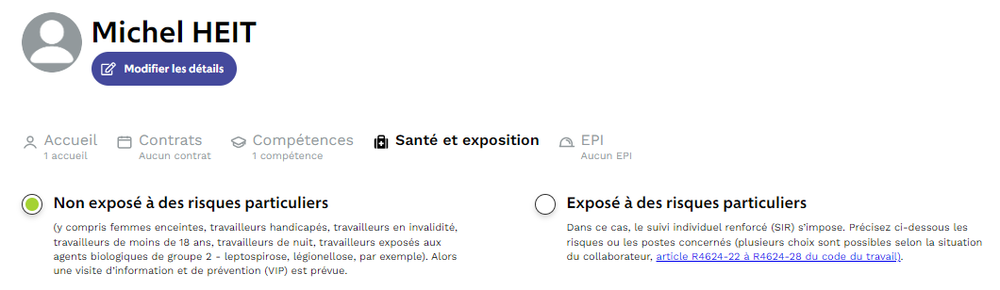 Michel HEIT
Modifier les détails
Accueil
1 accueil
Contrats
Aucun contrat
Compétences
1 compétence
Santé et exposition
EPI
Aucun EPI
Non exposé à des risques particuliers
(y compris femmes enceintes, travailleurs handicapés, travailleurs en invalidité,
travailleurs de moins de 18 ans, travailleurs de nuit, travailleurs exposés aux
agents biologiques de groupe 2 - leptospirose, légionellose, par exemple). Alors
une visite d'information et de prévention (VIP) est prévue.
Exposé à des risques particuliers
Dans ce cas, le suivi individuel renforcé (SIR) s'impose. Précisez ci-dessous les
risques ou les postes concernés (plusieurs choix sont possibles selon la situation
du collaborateur, article R4624-22 à R4624-28 du code du travail).